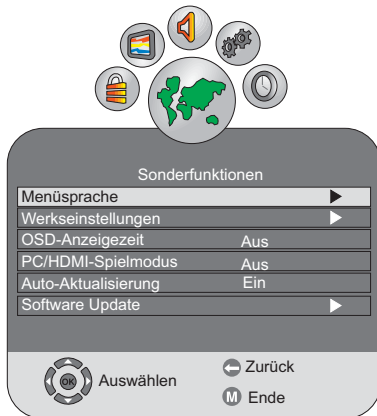 Sonderfunktionen
Menüsprache
Werkseinstellungen
OSD-Anzeigezeit Aus
PC/HDMI-Spielmodus Aus
Auto-Aktualisierung Ein
Software Update
OK Auswählen
Zurück
M Ende